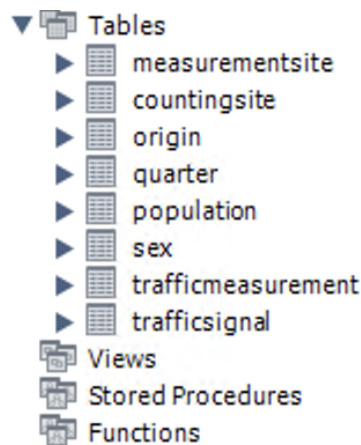 Tables
measurementsite
countingsite
origin
quarter
population
sex
trafficmeasurement
trafficsignal
Views
Stored Procedures
Functions